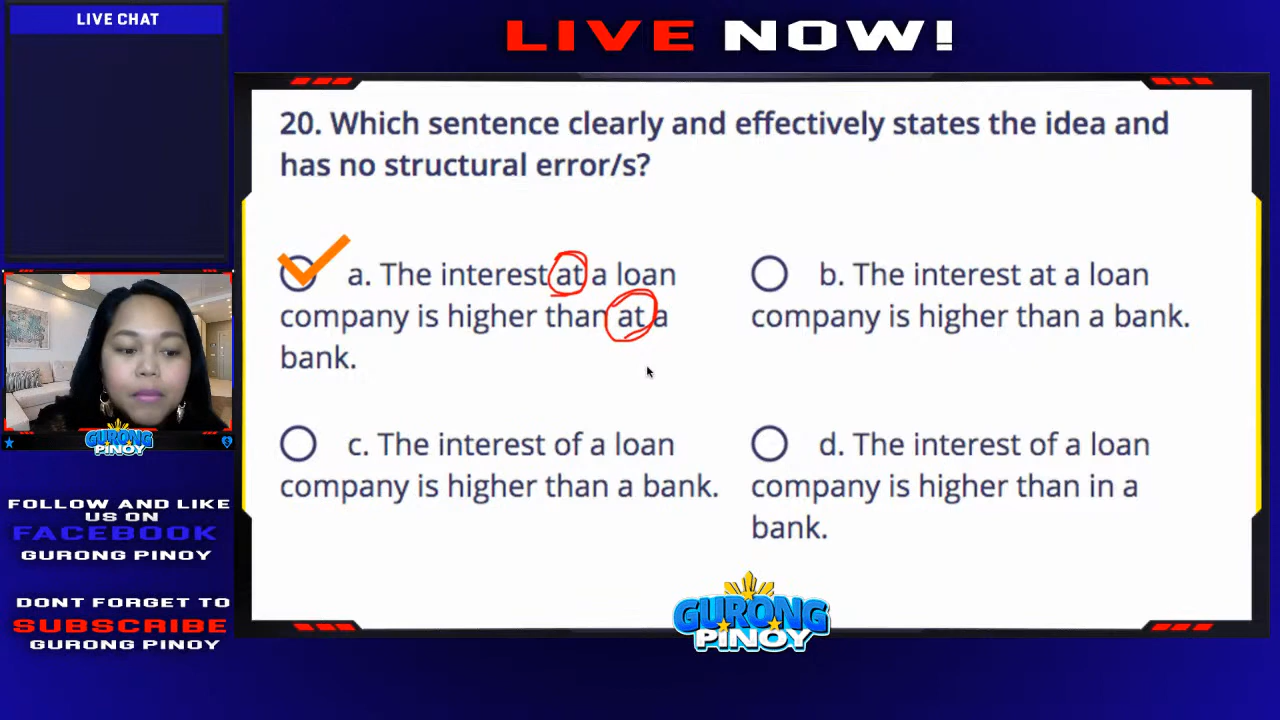 LIVE CHAT
LIVE NOW!
20. Which sentence clearly and effectively states the idea and
has no structural error/s?
a. The interest at a loan
company is higher than at a
bank.
b. The interest at a loan
company is higher than a bank.
c. The interest of a loan
company is higher than a bank.
d. The interest of a loan
company is higher than in a
bank.
GURONG
PINOY
FOLLOW AND LIKE
US ON
FACEBOOK
GURONG PINOY
DONT FORGET TO
SUBSCRIBE
GURONG PINOY
GURONG
PINOY